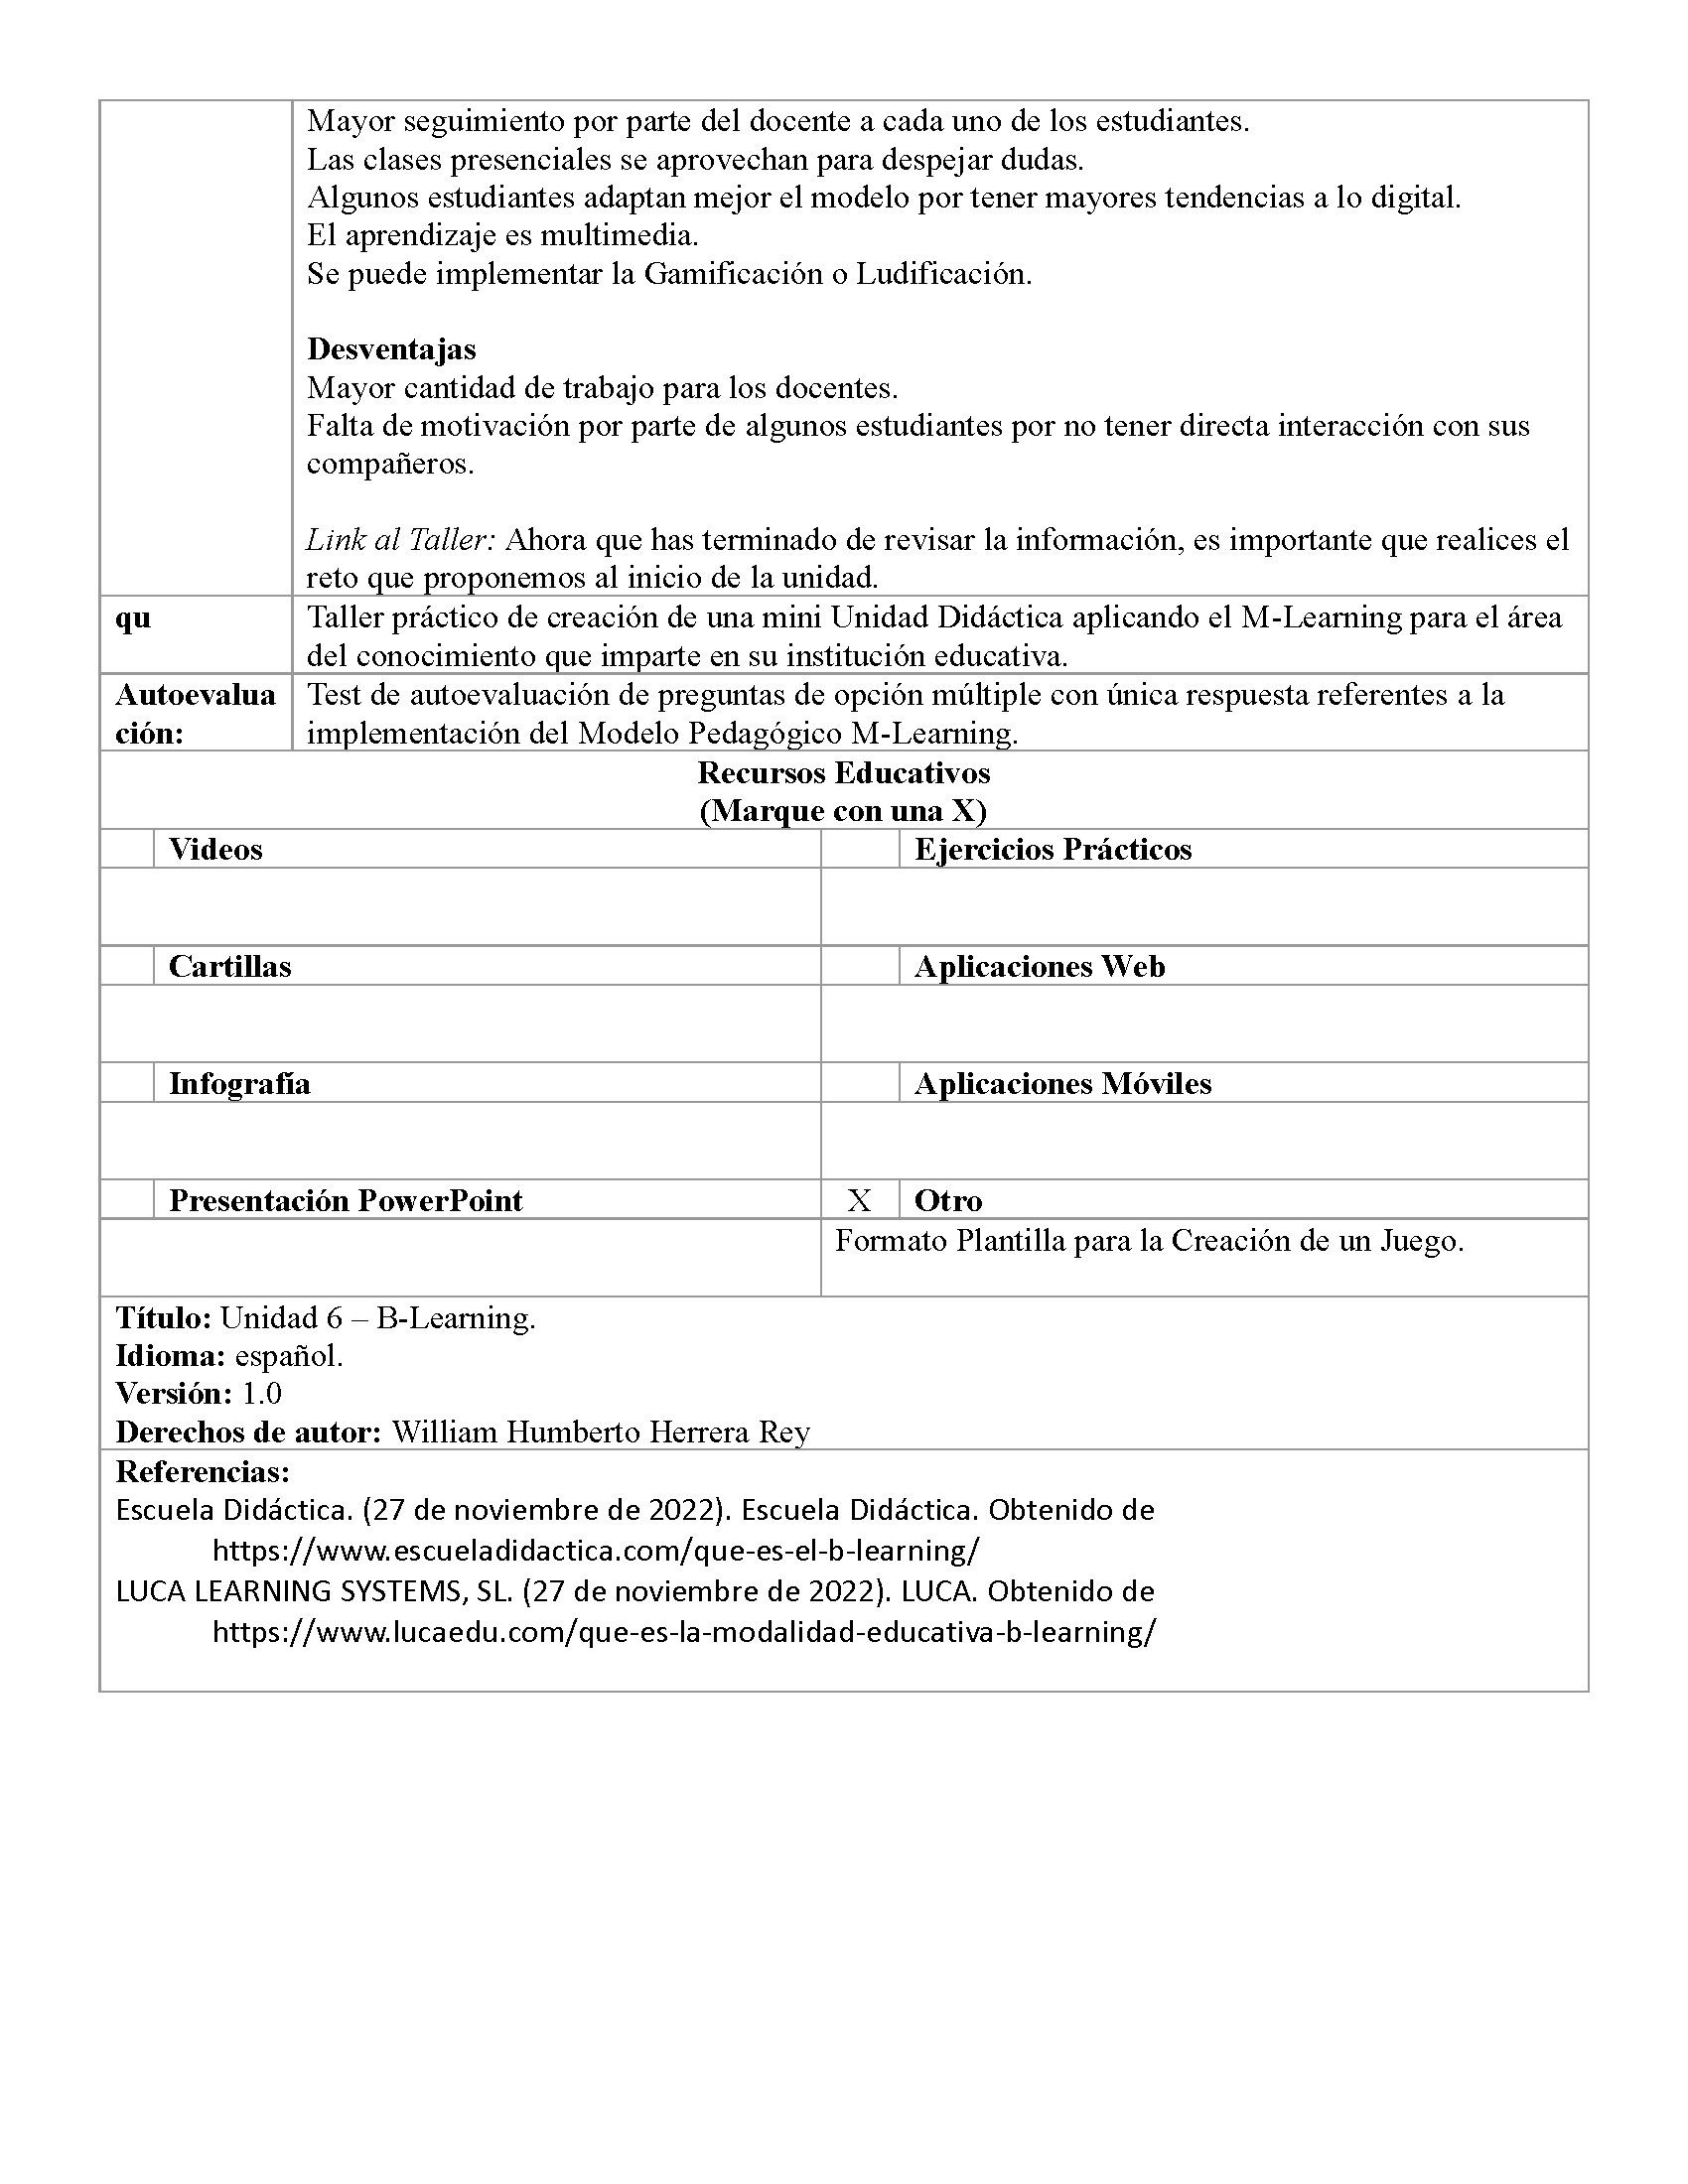 Mayor seguimiento por parte del docente a cada uno de los estudiantes.
Las clases presenciales se aprovechan para despejar dudas.
Algunos estudiantes adaptan mejor el modelo por tener mayores tendencias a lo digital.
El aprendizaje es multimedia.
Se puede implementar la Gamificación o Ludificación.
Desventajas
Mayor cantidad de trabajo para los docentes.
Falta de motivación por parte de algunos estudiantes por no tener directa interacción con sus
compañeros.
Link al Taller: Ahora que has terminado de revisar la información, es importante que realices el
reto que proponemos al inicio de la unidad.
qu
Taller práctico de creación de una mini Unidad Didáctica aplicando el M-Learning para el área
del conocimiento que imparte en su institución educativa.
Autoevalua
ción:
Test de autoevaluación de preguntas de opción múltiple con única respuesta referentes a la
implementación del Modelo Pedagógico M-Learning.
Recursos Educativos
(Marque con una X)
Videos
Ejercicios Prácticos
Cartillas
Aplicaciones Web
Infografía
Aplicaciones Móviles
Presentación PowerPoint
X Otro
Formato Plantilla para la Creación de un Juego.
Título: Unidad 6 – B-Learning.
Idioma: español.
Versión: 1.0
Derechos de autor: William Humberto Herrera Rey
Referencias:
Escuela Didáctica. (27 de noviembre de 2022). Escuela Didáctica. Obtenido de
https://www.escueladidactica.com/que-es-el-b-learning/
LUCA LEARNING SYSTEMS, SL. (27 de noviembre de 2022). LUCA. Obtenido de
https://www.lucaedu.com/que-es-la-modalidad-educativa-b-learning/